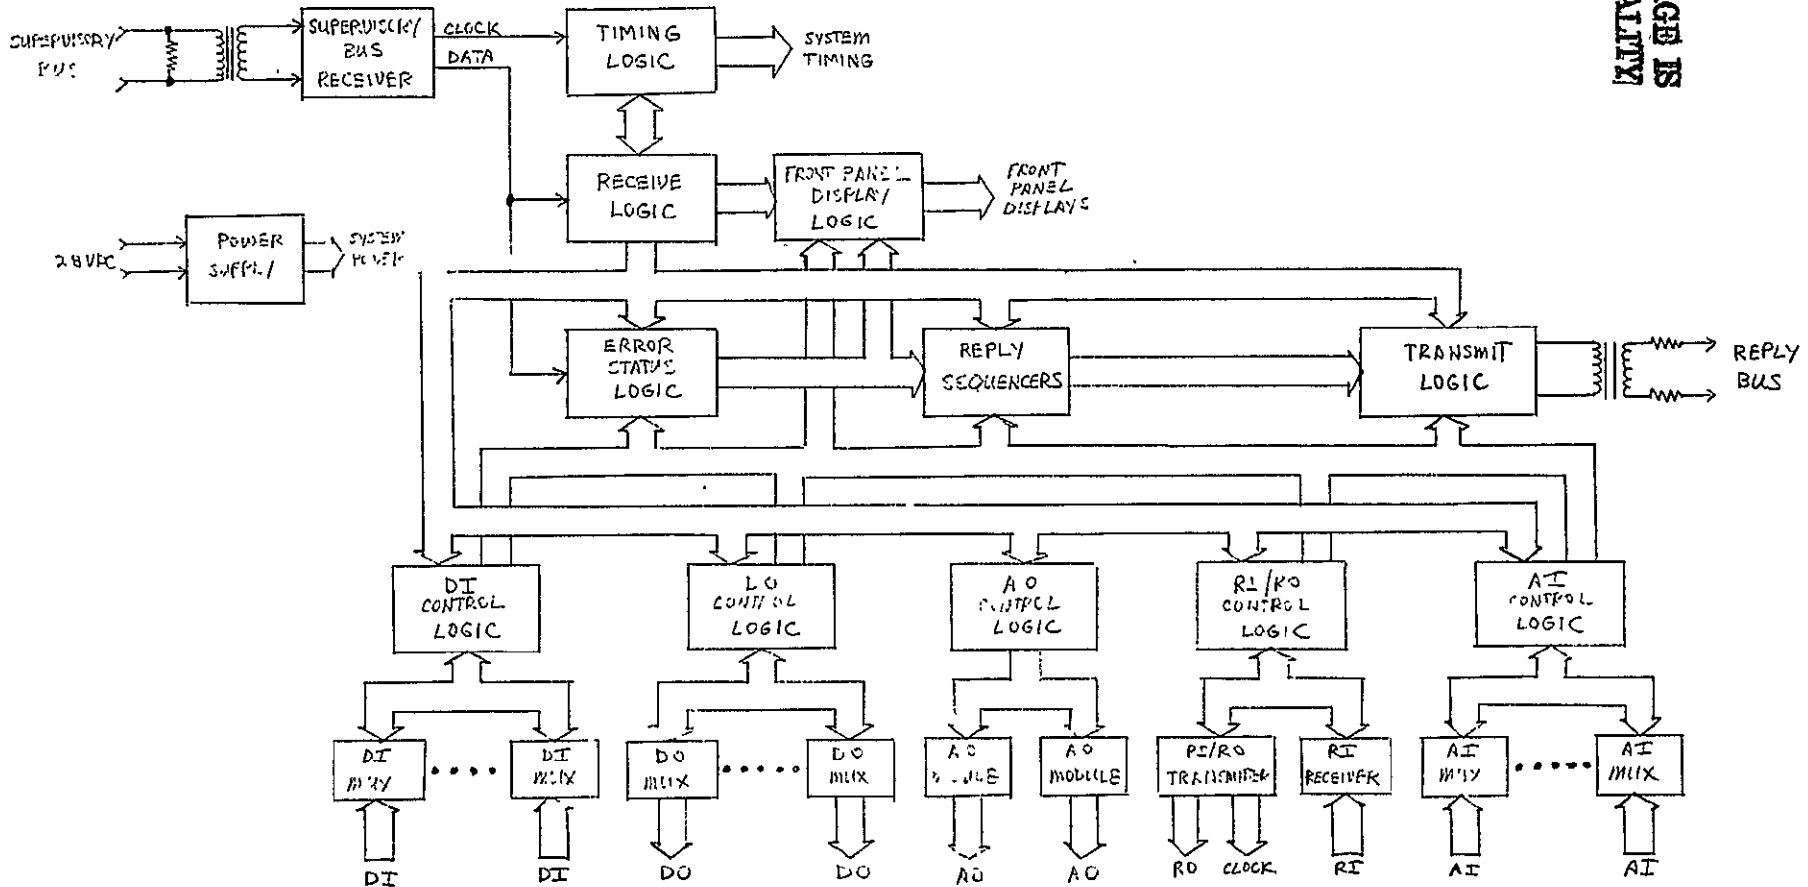 SUPERVISORY
BUS
SUPERVISORY
BUS
RECEIVER
CLOCK
DATA
TIMING
LOGIC
SYSTEM
TIMING
GE IS
ALITY
RECEIVE
LOGIC
FRONT PANEL
DISPLAY
LOGIC
FRONT
PANEL
DISPLAYS
28 VDC
POWER
SUPPLY
SYSTEM
POWER
ERROR
STATUS
LOGIC
REPLY
SEQUENCERS
TRANSMIT
LOGIC
REPLY
BUS
DI
CONTROL
LOGIC
DO
CONTROL
LOGIC
AO
CONTROL
LOGIC
RI/RO
CONTROL
LOGIC
AI
CONTROL
LOGIC
DI
MUX
DI
MUX
DO
MUX
DO
MUX
AO
MODULE
AO
MODULE
RI/RO
TRANSMITTER
RI
RECEIVER
AI
MUX
AI
MUX
DI
DI
DO
DO
AO
AO
RO
CLOCK
RI
AI
AI